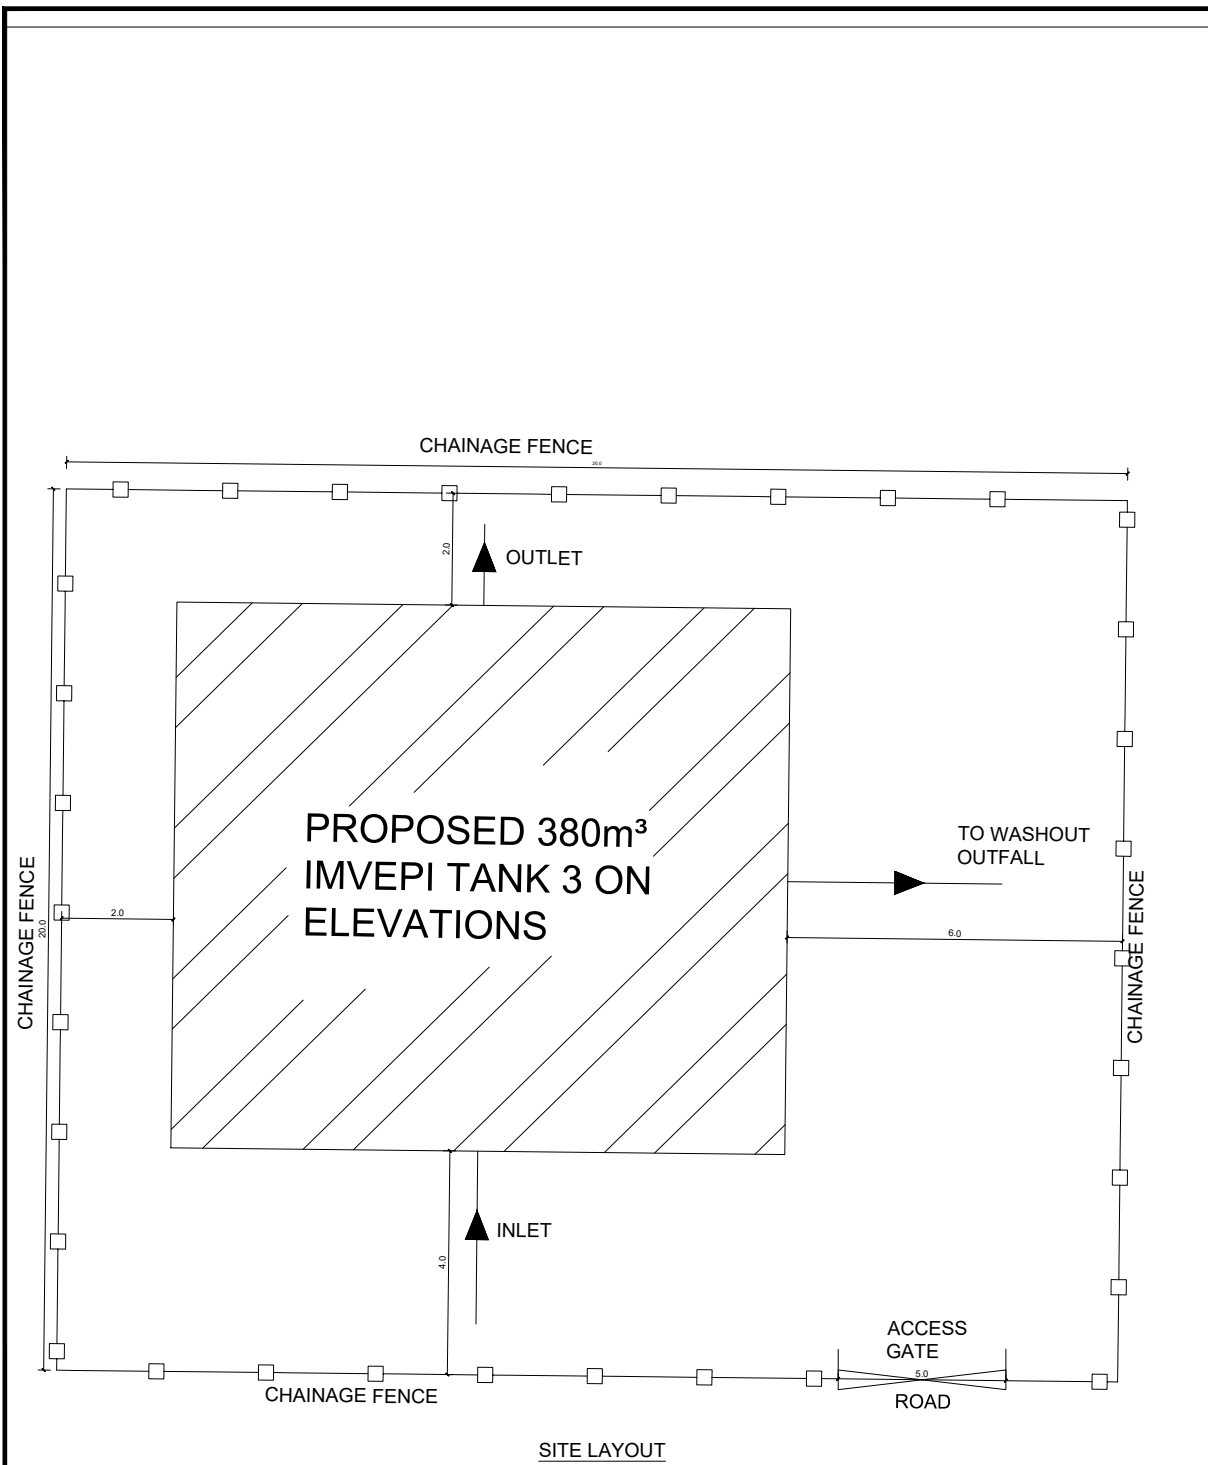 CHAINAGE FENCE
20.0
2.0
OUTLET
PROPOSED 380m³
IMVEPI TANK 3 ON
ELEVATIONS
TO WASHOUT
OUTFALL
CHAINAGE FENCE
20.0
2.0
6.0
CHAINAGE FENCE
4.0
INLET
ACCESS
GATE
5.0
ROAD
CHAINAGE FENCE
SITE LAYOUT